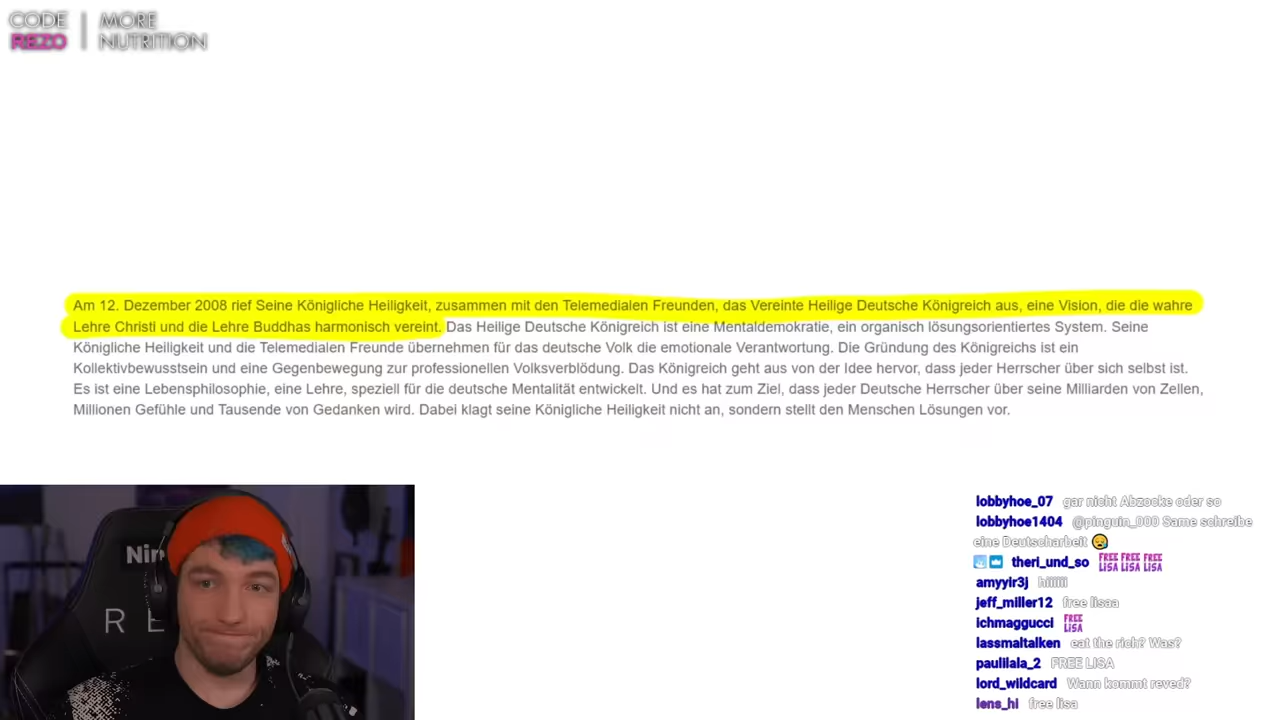 CODE
REZO
MORE
NUTRITION
Am 12. Dezember 2008 rief Seine Königliche Heiligkeit, zusammen mit den Telemedialen Freunden, das Vereinte Heilige Deutsche Königreich aus, eine Vision, die die wahre
Lehre Christi und die Lehre Buddhas harmonisch vereint. Das Heilige Deutsche Königreich ist eine Mentaldemokratie, ein organisch lösungsorientiertes System. Seine
Königliche Heiligkeit und die Telemedialen Freunde übernehmen für das deutsche Volk die emotionale Verantwortung. Die Gründung des Königreichs ist ein
Kollektivbewusstsein und eine Gegenbewegung zur professionellen Volksverblödung. Das Königreich geht aus von der Idee hervor, dass jeder Herrscher über sich selbst ist.
Es ist eine Lebensphilosophie, eine Lehre, speziell für die deutsche Mentalität entwickelt. Und es hat zum Ziel, dass jeder Deutsche Herrscher über seine Milliarden von Zellen,
Millionen Gefühle und Tausende von Gedanken wird. Dabei klagt seine Königliche Heiligkeit nicht an, sondern stellt den Menschen Lösungen vor.
Nin
RE
lobbyhoe_07 gar nicht Abzocke oder so
lobbyhoe1404 @pinguin_000 Same schreibe
eine Deutscharbeit 😪
theri_und_so FREE LISA FREE LISA FREE LISA
amyyir3j hiiiiii
jeff_miller12 free lisaa
ichmaggucci FREE LISA
lassmaltalken eat the rich? Was?
paulilala_2 FREE LISA
lord_wildcard Wann kommt reved?
lens_hi free lisa